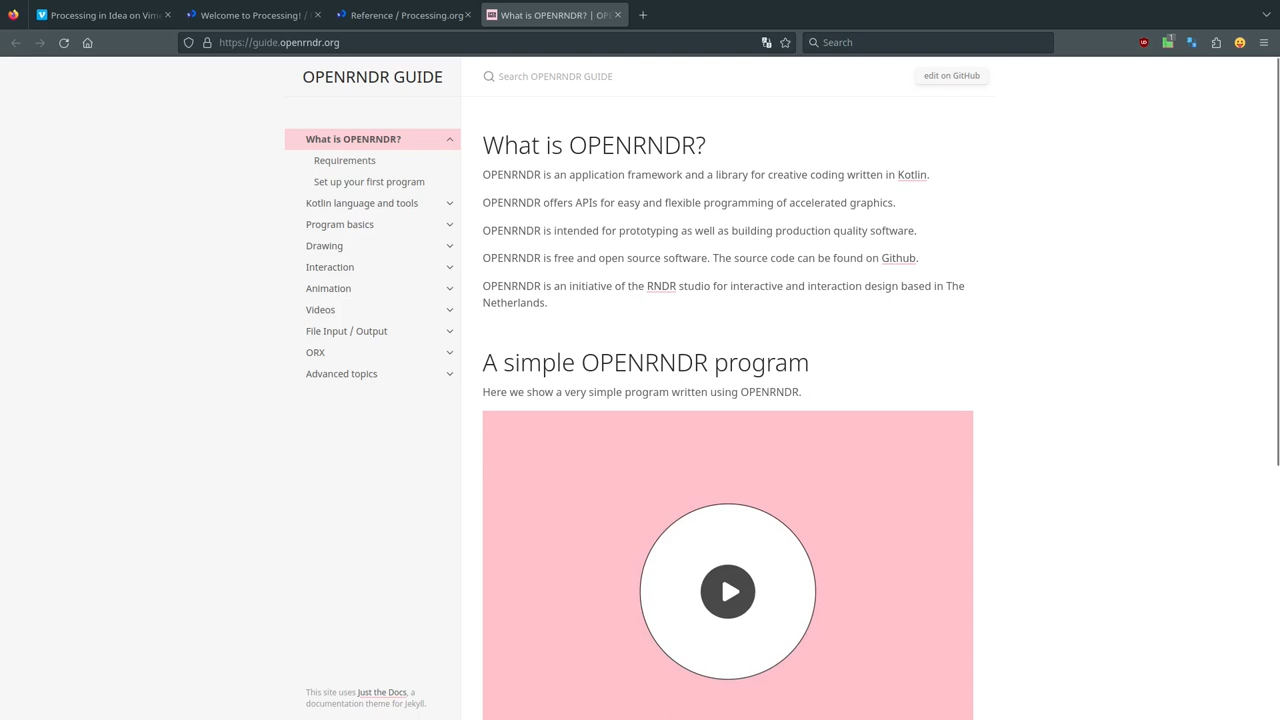 Processing in Idea on Vim
Welcome to Processing! /
Reference / Processing.org
What is OPENRNDR? | OPE
https://guide.openrndr.org
Search
OPENRNDR GUIDE
Search OPENRNDR GUIDE
edit on GitHub
What is OPENRNDR?
Requirements
Set up your first program
Kotlin language and tools
Program basics
Drawing
Interaction
Animation
Videos
File Input / Output
ORX
Advanced topics
This site uses Just the Docs, a
documentation theme for Jekyll.
What is OPENRNDR?
OPENRNDR is an application framework and a library for creative coding written in Kotlin.
OPENRNDR offers APIs for easy and flexible programming of accelerated graphics.
OPENRNDR is intended for prototyping as well as building production quality software.
OPENRNDR is free and open source software. The source code can be found on Github.
OPENRNDR is an initiative of the RNDR studio for interactive and interaction design based in The
Netherlands.
A simple OPENRNDR program
Here we show a very simple program written using OPENRNDR.